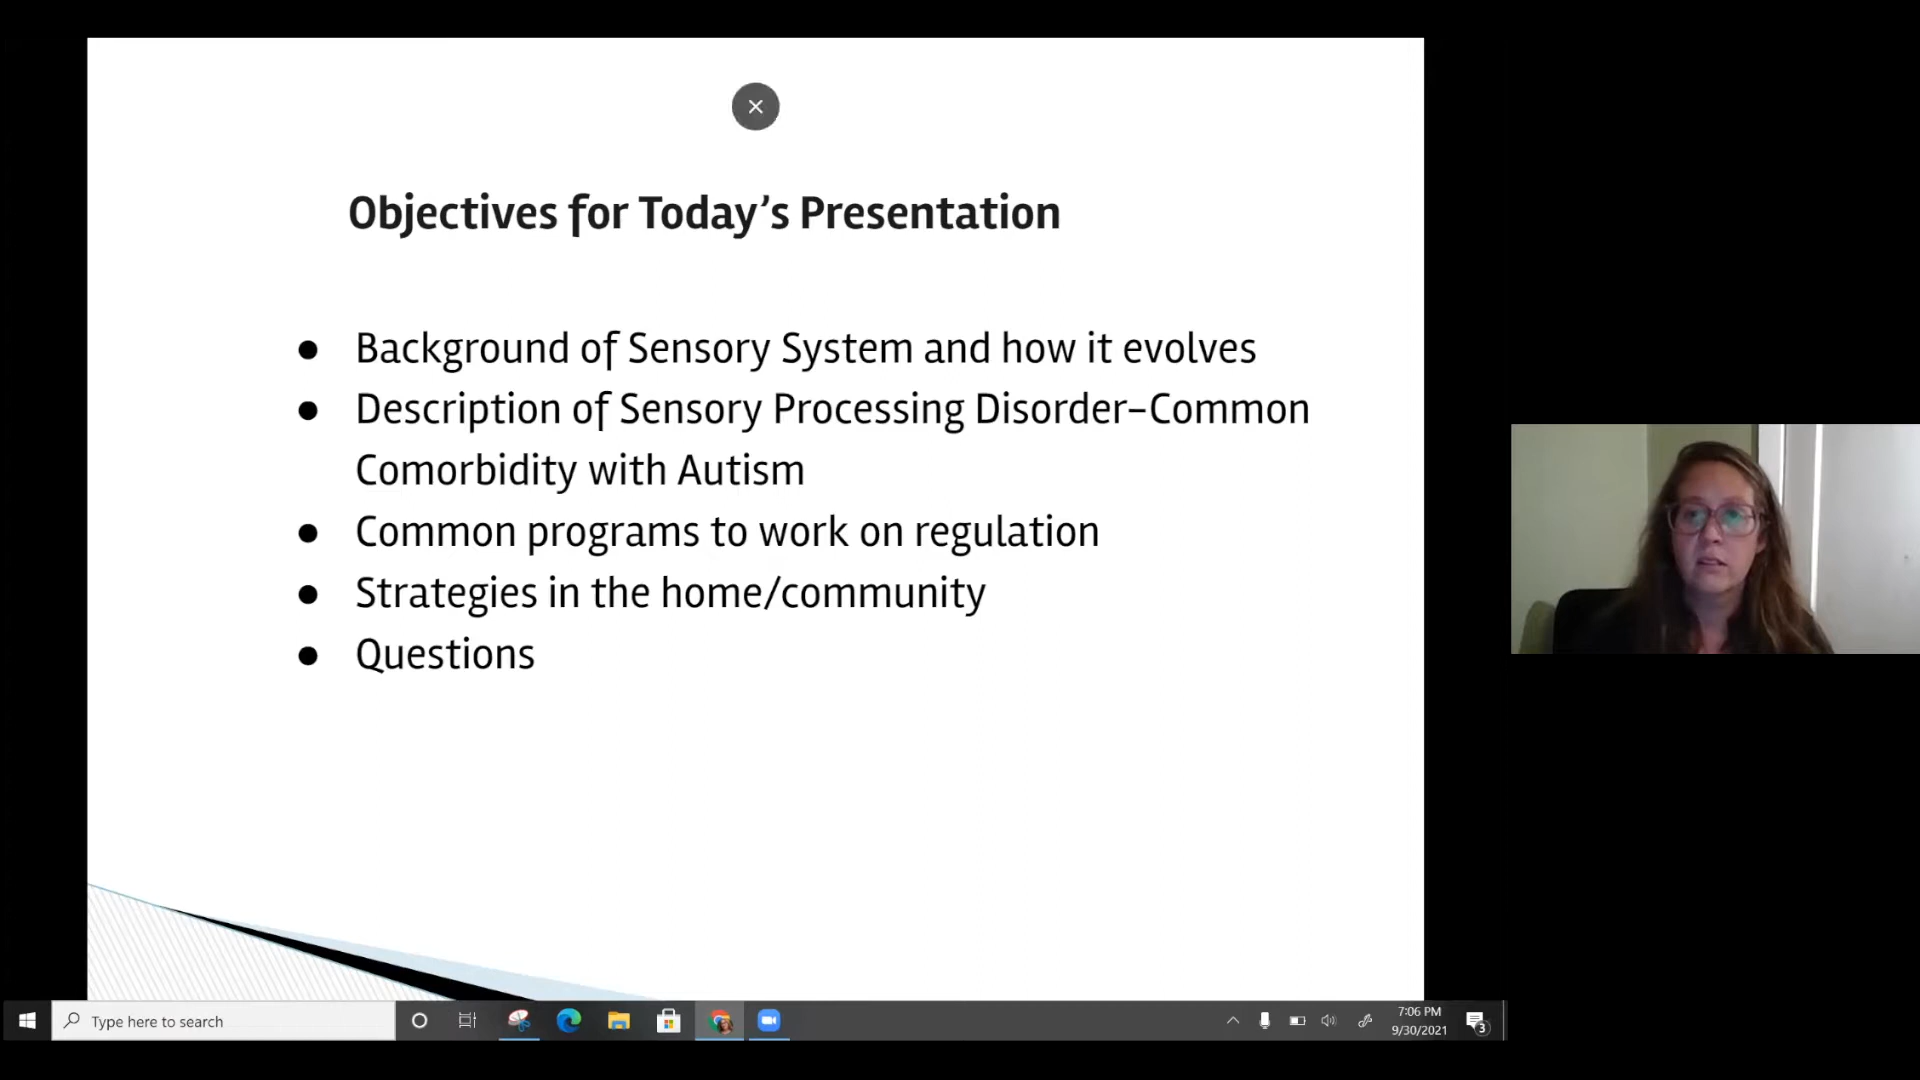 Objectives for Today’s Presentation
● Background of Sensory System and how it evolves
● Description of Sensory Processing Disorder–Common
Comorbidity with Autism
● Common programs to work on regulation
● Strategies in the home/community
● Questions
Type here to search
7:06 PM
9/30/2021
3